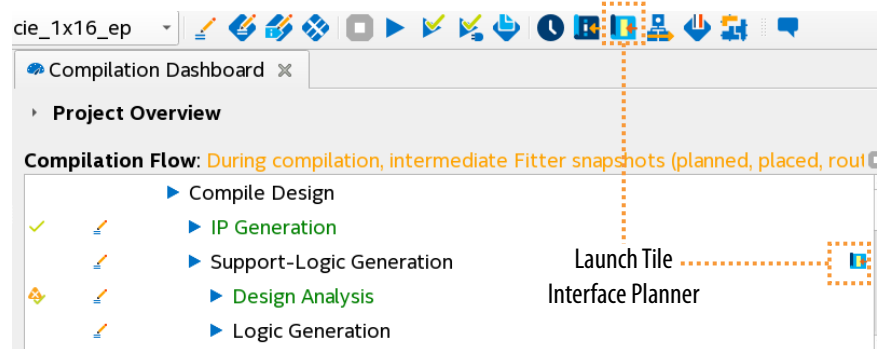 cie_1x16_ep
Compilation Dashboard
Project Overview
Compilation Flow: During compilation, intermediate Fitter snapshots (planned, placed, rout
Compile Design
IP Generation
Support-Logic Generation
Design Analysis
Logic Generation
Launch Tile
Interface Planner